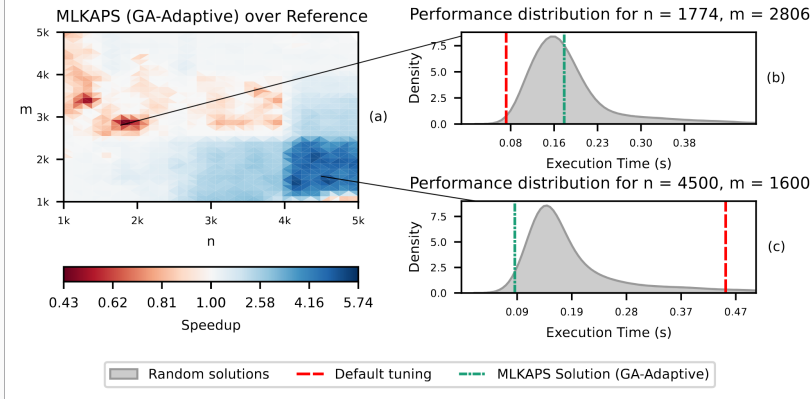 MLKAPS (GA-Adaptive) over Reference
5k
4k
3k
2k
1k
m
1k 2k 3k 4k 5k
n
(a)
0.43 0.62 0.81 1.00 2.58 4.16 5.74
Speedup
Performance distribution for n = 1774, m = 2806
7.5
5.0
2.5
0.0
Density
0.08 0.16 0.23 0.30 0.38
Execution Time (s)
(b)
Performance distribution for n = 4500, m = 1600
7.5
5.0
2.5
0.0
Density
0.09 0.19 0.28 0.37 0.47
Execution Time (s)
(c)
Random solutions Default tuning MLKAPS Solution (GA-Adaptive)